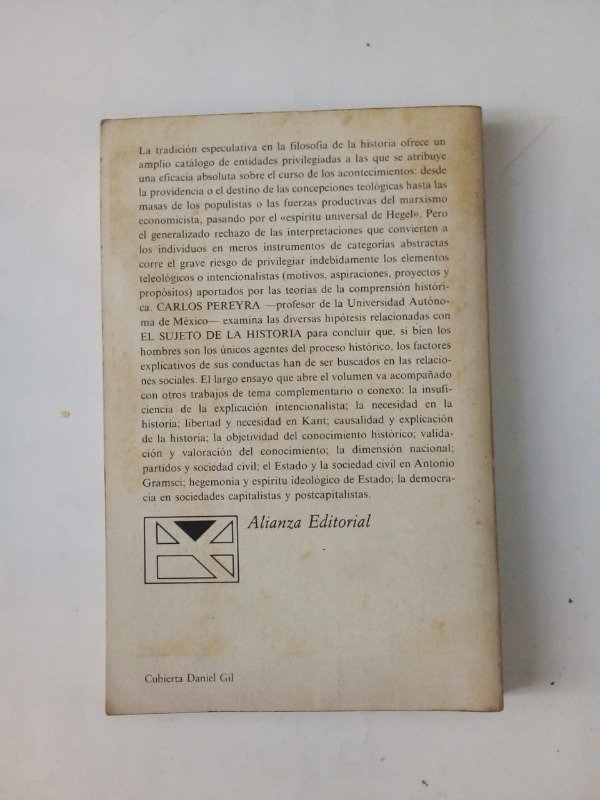 La tradición especulativa en la filosofía de la historia ofrece un
amplio catálogo de entidades privilegiadas a las que se atribuye
una eficacia absoluta sobre el curso de los acontecimientos: desde
la providencia o el destino de las concepciones teológicas hasta las
masas de los populistas o las fuerzas productivas del marxismo
economicista, pasando por el «espíritu universal de Hegel». Pero
el generalizado rechazo de las interpretaciones que convierten a
los individuos en meros instrumentos de categorías abstractas
corre el grave riesgo de privilegiar indebidamente los elementos
teleológicos o intencionalistas (motivos, aspiraciones, proyectos y
propósitos) aportados por las teorías de la comprensión históri-
ca. CARLOS PEREYRA —profesor de la Universidad Autóno-
ma de México— examina las diversas hipótesis relacionadas con
EL SUJETO DE LA HISTORIA para concluir que, si bien los
hombres son los únicos agentes del proceso histórico, los factores
explicativos de sus conductas han de ser buscados en las relacio-
nes sociales. El largo ensayo que abre el volumen va acompañado
con otros trabajos de tema complementario o conexo: la insufi-
ciencia de la explicación intencionalista; la necesidad en la
historia; libertad y necesidad en Kant; causalidad y explicación
de la historia; la objetividad del conocimiento histórico; valida-
ción y valoración del conocimiento; la dimensión nacional;
partidos y sociedad civil; el Estado y la sociedad civil en Antonio
Gramsci; hegemonía y espíritu ideológico de Estado; la democra-
cia en sociedades capitalistas y postcapitalistas.
Alianza Editorial
Cubierta Daniel Gil